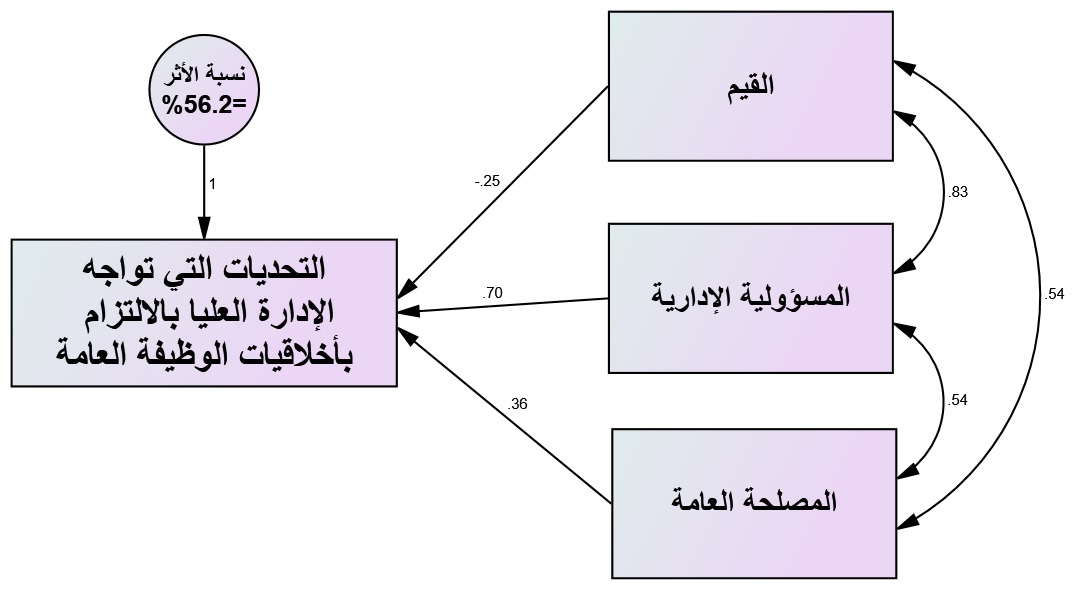 نسبة الأثر
%56.2=
1
التحديات التي تواجه
الإدارة العليا بالالتزام
بأخلاقيات الوظيفة العامة
القيم
المسؤولية الإدارية
المصلحة العامة
-.25
.70
.36
.83
.54
.54